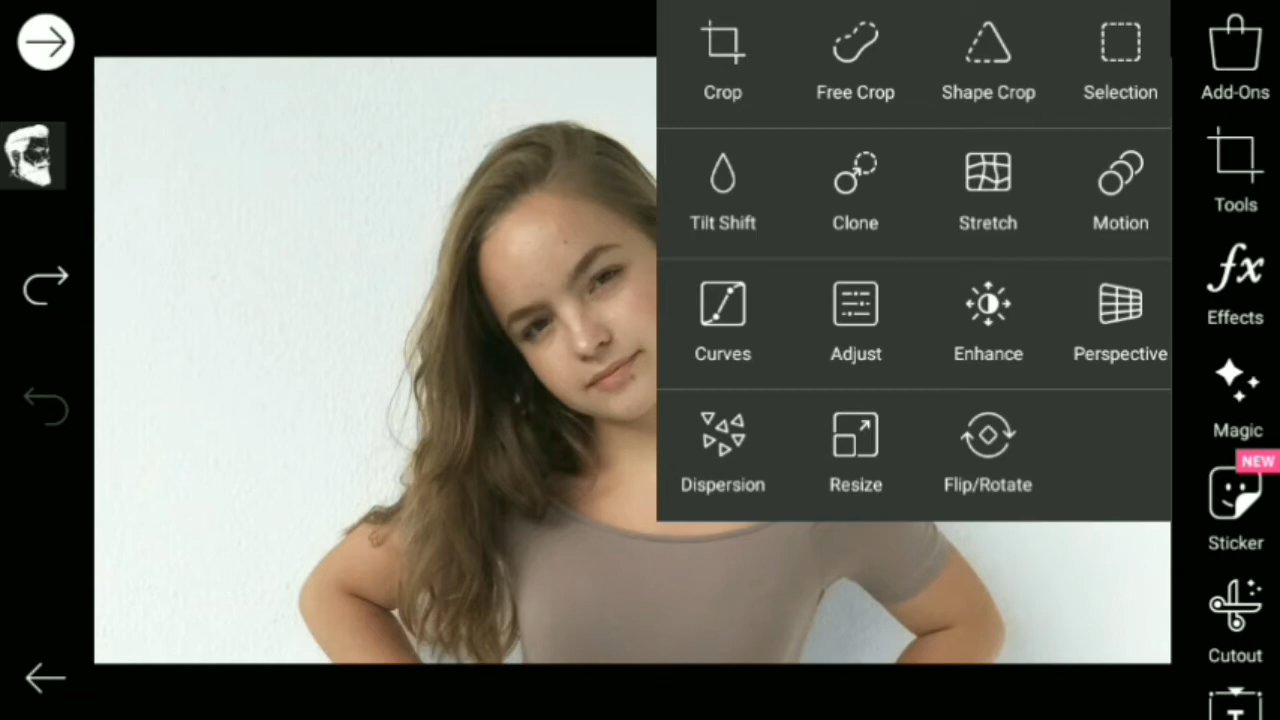 Crop Free Crop Shape Crop Selection
Tilt Shift Clone Stretch Motion
Curves Adjust Enhance Perspective
Dispersion Resize Flip/Rotate
Add-Ons
Tools
fx
Effects
Magic
NEW
Sticker
Cutout
T